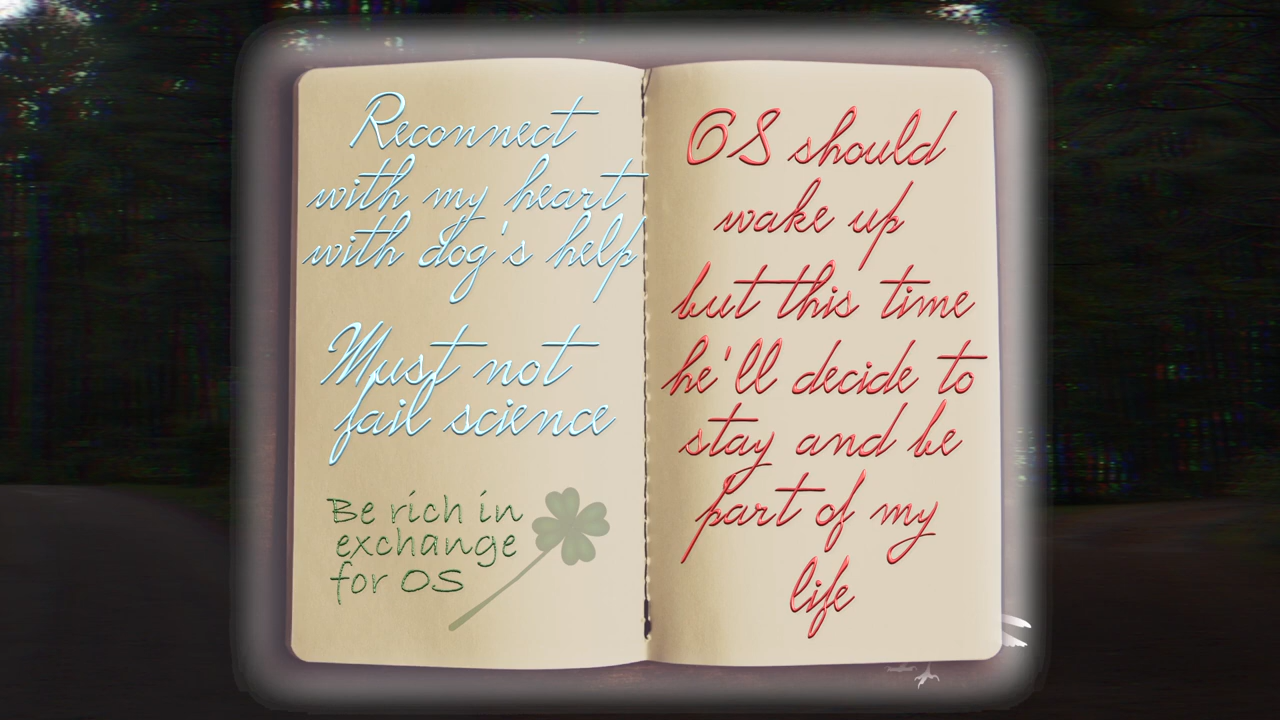 Reconnect
with my heart
with dog's help
Must not
fail science
Be rich in
exchange
for OS
OS should
wake up
but this time
he'll decide to
stay and be
part of my
life